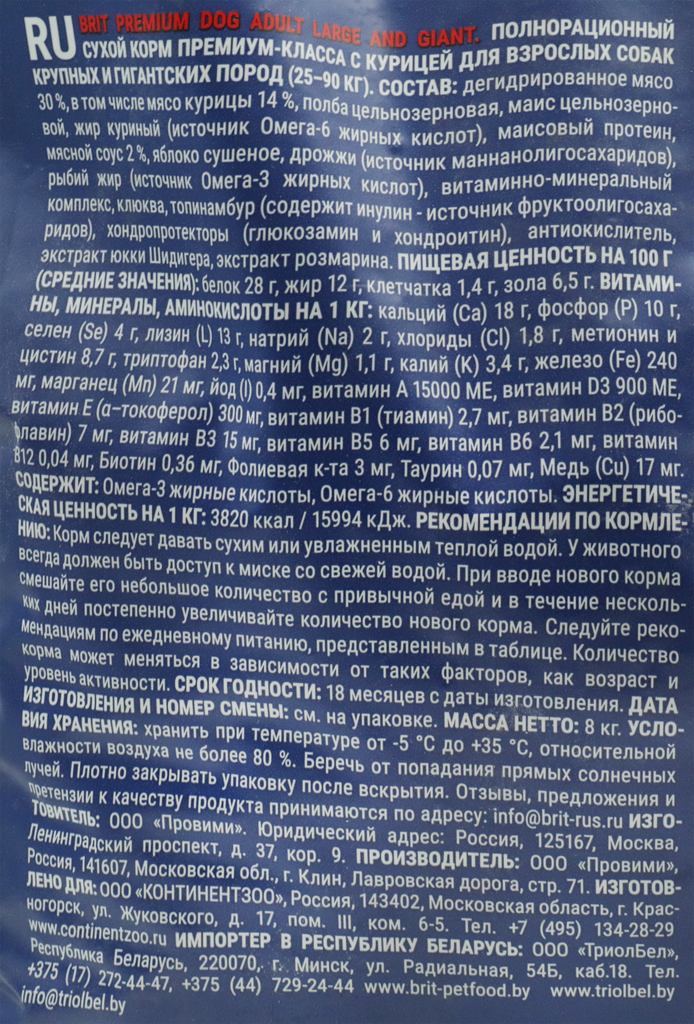 RU BRIT PREMIUM DOG ADULT LARGE AND GIANT. ПОЛНОРАЦИОННЫЙ
СУХОЙ КОРМ ПРЕМИУМ-КЛАССА С КУРИЦЕЙ ДЛЯ ВЗРОСЛЫХ СОБАК
КРУПНЫХ И ГИГАНТСКИХ ПОРОД (25–90 КГ). СОСТАВ: дегидрированное мясо
30 %, в том числе мясо курицы 14 %, полба цельнозерновая, маис цельнозерно-
вой, жир куриный (источник Омега-6 жирных кислот), маисовый протеин,
мясной соус 2 %, яблоко сушеное, дрожжи (источник маннанолигосахаридов),
рыбий жир (источник Омега-3 жирных кислот), витаминно-минеральный
комплекс, клюква, топинамбур (содержит инулин - источник фруктоолигосаха-
ридов), хондропротекторы (глюкозамин и хондроитин), антиокислитель,
экстракт юкки Шидигера, экстракт розмарина. ПИЩЕВАЯ ЦЕННОСТЬ НА 100 Г
(СРЕДНИЕ ЗНАЧЕНИЯ): белок 28 г, жир 12 г, клетчатка 1,4 г, зола 6,5 г. ВИТАМИ-
НЫ, МИНЕРАЛЫ, АМИНОКИСЛОТЫ НА 1 КГ: кальций (Ca) 18 г, фосфор (P) 10 г,
селен (Se) 4 г, лизин (L) 13 г, натрий (Na) 2 г, хлориды (Cl) 1,8 г, метионин и
цистин 8,7 г, триптофан 2,3 г, магний (Mg) 1,1 г, калий (K) 3,4 г, железо (Fe) 240
мг, марганец (Mn) 21 мг, йод (I) 0,4 мг, витамин A 15000 МЕ, витамин D3 900 МЕ,
витамин E (α–токоферол) 300 мг, витамин B1 (тиамин) 2,7 мг, витамин B2 (рибо-
флавин) 7 мг, витамин B3 15 мг, витамин B5 6 мг, витамин B6 2,1 мг, витамин
B12 0,04 мг, Биотин 0,36 мг, Фолиевая к-та 3 мг, Таурин 0,07 мг, Медь (Cu) 17 мг.
СОДЕРЖИТ: Омега-3 жирные кислоты, Омега-6 жирные кислоты. ЭНЕРГЕТИЧЕ-
СКАЯ ЦЕННОСТЬ НА 1 КГ: 3820 ккал / 15994 кДж. РЕКОМЕНДАЦИИ ПО КОРМЛЕ-
НИЮ: Корм следует давать сухим или увлажненным теплой водой. У животного
всегда должен быть доступ к миске со свежей водой. При вводе нового корма
смешайте его небольшое количество с привычной едой и в течение несколь-
ких дней постепенно увеличивайте количество нового корма. Следуйте реко-
мендациям по ежедневному питанию, представленным в таблице. Количество
корма может меняться в зависимости от таких факторов, как возраст и
уровень активности. СРОК ГОДНОСТИ: 18 месяцев с даты изготовления. ДАТА
ИЗГОТОВЛЕНИЯ И НОМЕР СМЕНЫ: см. на упаковке. МАССА НЕТТО: 8 кг. УСЛО-
ВИЯ ХРАНЕНИЯ: хранить при температуре от -5 °C до +35 °C, относительной
влажности воздуха не более 80 %. Беречь от попадания прямых солнечных
лучей. Плотно закрывать упаковку после вскрытия. Отзывы, предложения и
претензии к качеству продукта принимаются по адресу: info@brit-rus.ru ИЗГО-
ТОВИТЕЛЬ: ООО «Провими». Юридический адрес: Россия, 125167, Москва,
Ленинградский проспект, д. 37, кор. 9. ПРОИЗВОДИТЕЛЬ: ООО «Провими»,
Россия, 141607, Московская обл., г. Клин, Лавровская дорога, стр. 71. ИЗГОТОВ-
ЛЕНО ДЛЯ: ООО «КОНТИНЕНТЗОО», Россия, 143402, Московская область, г. Крас-
ногорск, ул. Жуковского, д. 17, пом. III, ком. 6-5. Тел. +7 (495) 134-28-29
www.continentzoo.ru ИМПОРТЕР В РЕСПУБЛИКУ БЕЛАРУСЬ: ООО «ТриолБел»,
Республика Беларусь, 220070, г. Минск, ул. Радиальная, 54Б, каб.18. Тел.
+375 (17) 272-44-47, +375 (44) 729-24-44 www.brit-petfood.by www.triolbel.by
info@triolbel.by